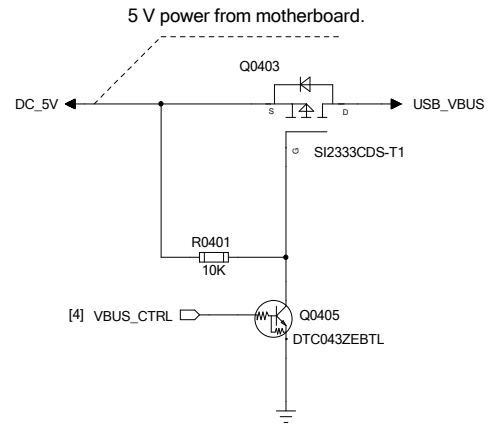 5 V power from motherboard.
Q0403
DC_5V
USB_VBUS
S
D
G
SI2333CDS-T1
R0401
10K
[4] VBUS_CTRL
Q0405
DTC043ZEBTL